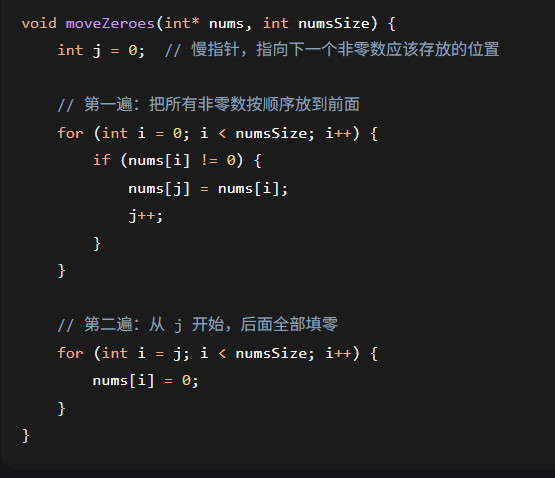 void moveZeroes(int* nums, int numsSize) {
    int j = 0;  // 慢指针，指向下一个非零数应该存放的位置

    // 第一遍：把所有非零数按顺序放到前面
    for (int i = 0; i < numsSize; i++) {
        if (nums[i] != 0) {
            nums[j] = nums[i];
            j++;
        }
    }

    // 第二遍：从 j 开始，后面全部填零
    for (int i = j; i < numsSize; i++) {
        nums[i] = 0;
    }
}